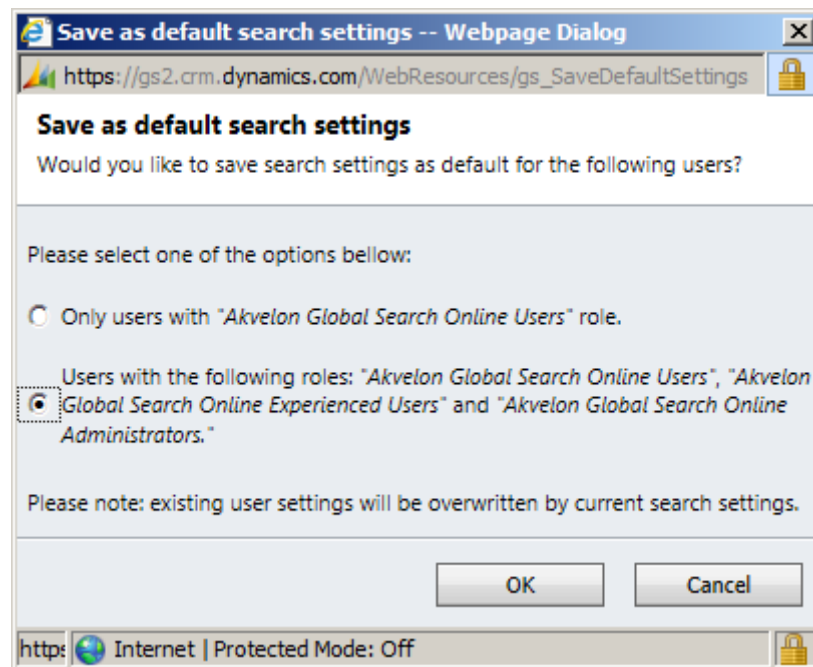 Save as default search settings -- Webpage Dialog
https://gs2.crm.dynamics.com/WebResources/gs_SaveDefaultSettings
Save as default search settings
Would you like to save search settings as default for the following users?
Please select one of the options bellow:
Only users with "Akvelon Global Search Online Users" role.
Users with the following roles: "Akvelon Global Search Online Users", "Akvelon
Global Search Online Experienced Users" and "Akvelon Global Search Online
Administrators."
Please note: existing user settings will be overwritten by current search settings.
OK
Cancel
https
Internet | Protected Mode: Off